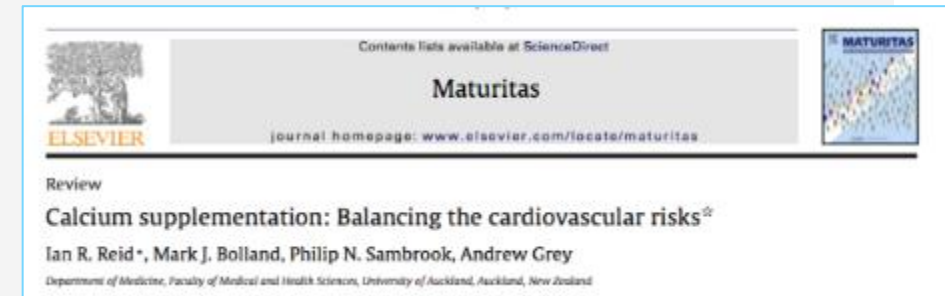 Contents lists available at ScienceDirect
MATURITAS
Maturitas
ELSEVIER
journal homepage: www.elsevier.com/locate/maturitas
Review
Calcium supplementation: Balancing the cardiovascular risks☆
Ian R. Reid*, Mark J. Bolland, Philip N. Sambrook, Andrew Grey
Department of Medicine, Faculty of Medical and Health Sciences, University of Auckland, Auckland, New Zealand